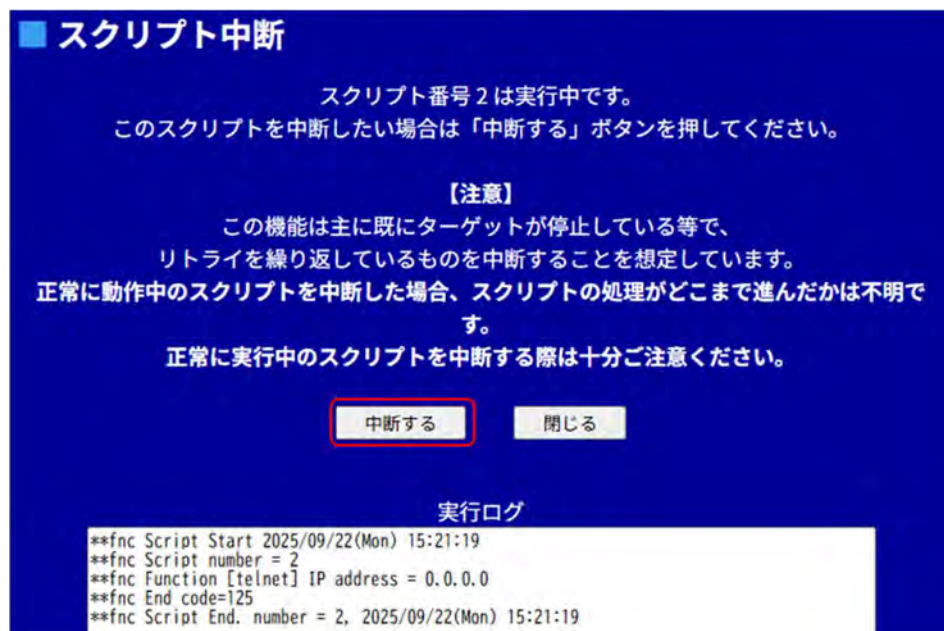 スクリプト中断
スクリプト番号 2 は実行中です。
このスクリプトを中断したい場合は「中断する」ボタンを押してください。
【注意】
この機能は主に既にターゲットが停止している等で、
リトライを繰り返しているものを中断することを想定しています。
正常に動作中のスクリプトを中断した場合、スクリプトの処理がどこまで進んだかは不明で
す。
正常に実行中のスクリプトを中断する際は十分ご注意ください。
中断する 閉じる
実行ログ
**fnc Script Start 2025/09/22(Mon) 15:21:19
**fnc Script number = 2
**fnc Function [telnet] IP address = 0.0.0.0
**fnc End code=125
**fnc Script End. number = 2, 2025/09/22(Mon) 15:21:19